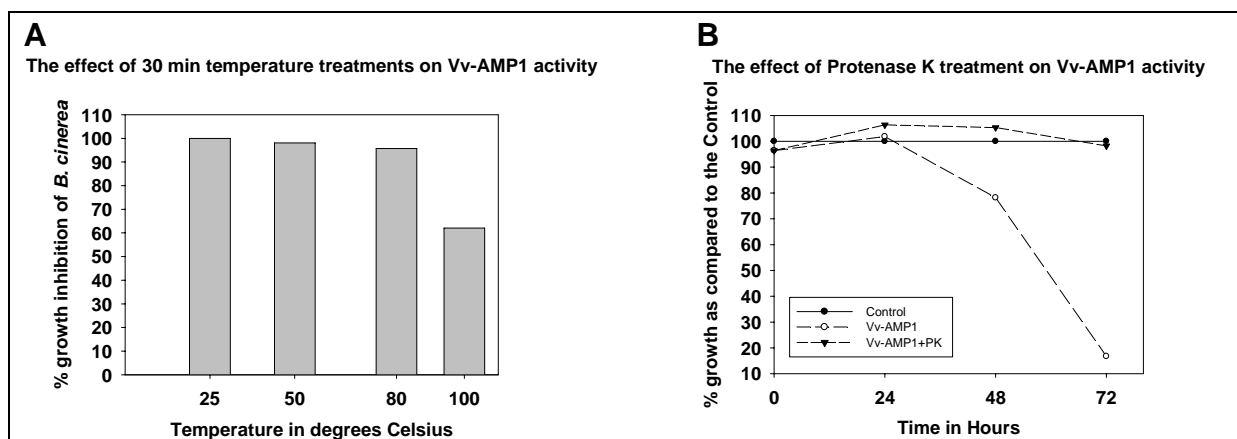 A
The effect of 30 min temperature treatments on Vv-AMP1 activity
% growth inhibition of B. cinerea
110
100
90
80
70
60
50
40
30
20
10
0
25 50 80 100
Temperature in degrees Celsius
B
The effect of Protenase K treatment on Vv-AMP1 activity
% growth as compared to the Control
110
100
90
80
70
60
50
40
30
20
10
Control
Vv-AMP1
Vv-AMP1+PK
0 24 48 72
Time in Hours